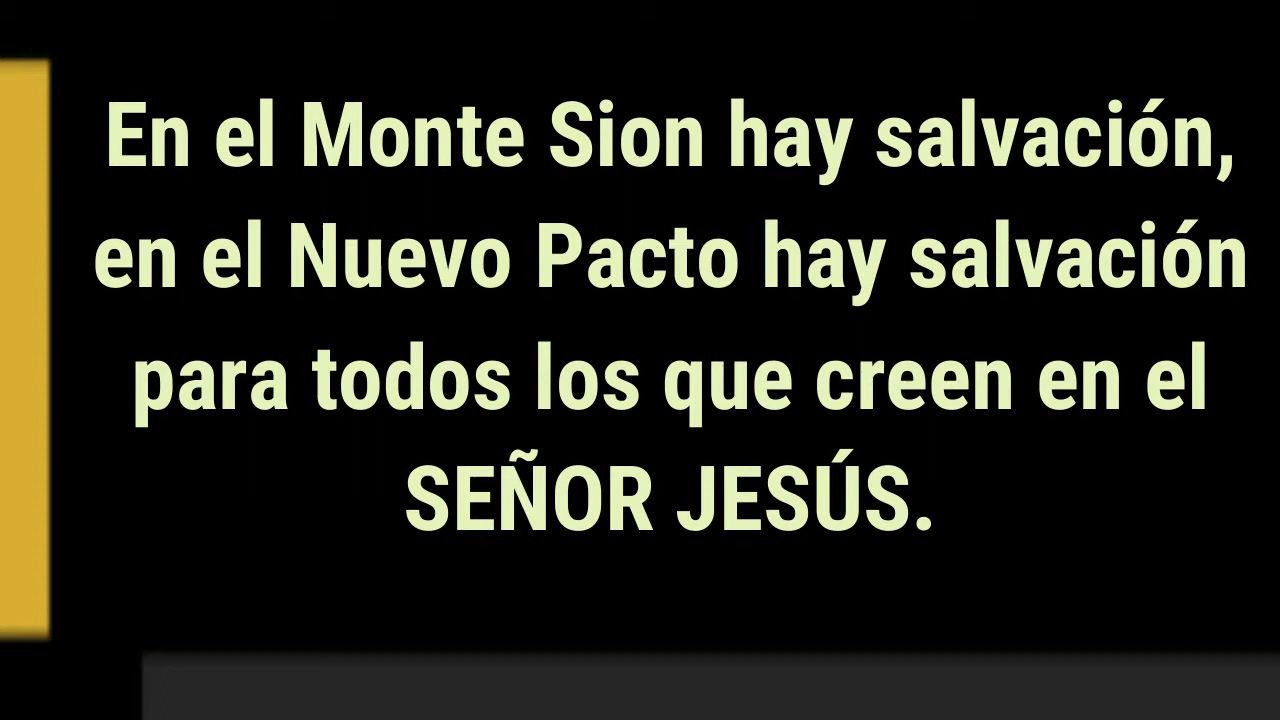 En el Monte Sion hay salvación,
en el Nuevo Pacto hay salvación
para todos los que creen en el
SEÑOR JESÚS.